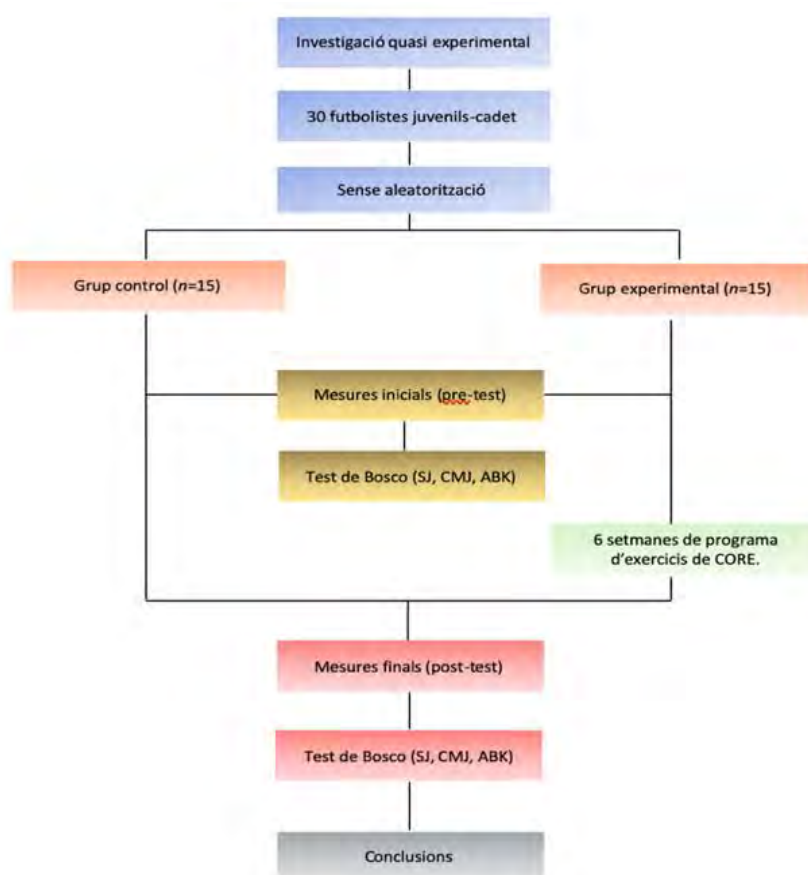 Investigació quasi experimental
30 futbolistes juvenils-cadet
Sense aleatorització
Grup control (n=15)
Grup experimental (n=15)
Mesures inicials (pre-test)
Test de Bosco (SJ, CMJ, ABK)
6 setmanes de programa
d'exercicis de CORE.
Mesures finals (post-test)
Test de Bosco (SJ, CMJ, ABK)
Conclusions